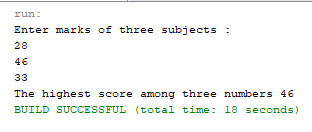 run:
Enter marks of three subjects :
28
46
33
The highest score among three numbers 46
BUILD SUCCESSFUL (total time: 18 seconds)